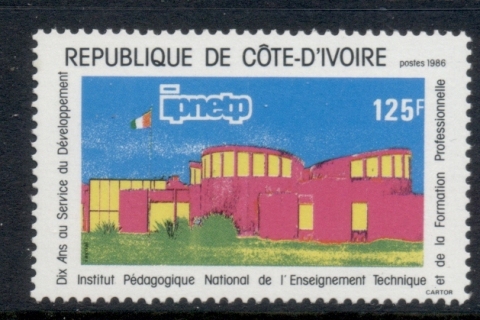 REPUBLIQUE DE CÔTE-D'IVOIRE
postes 1986
ipnetp
125F
Dix Ans au Service du Développement
Institut Pédagogique National de l'Enseignement Technique
et de la Formation Professionnelle
CARTOR